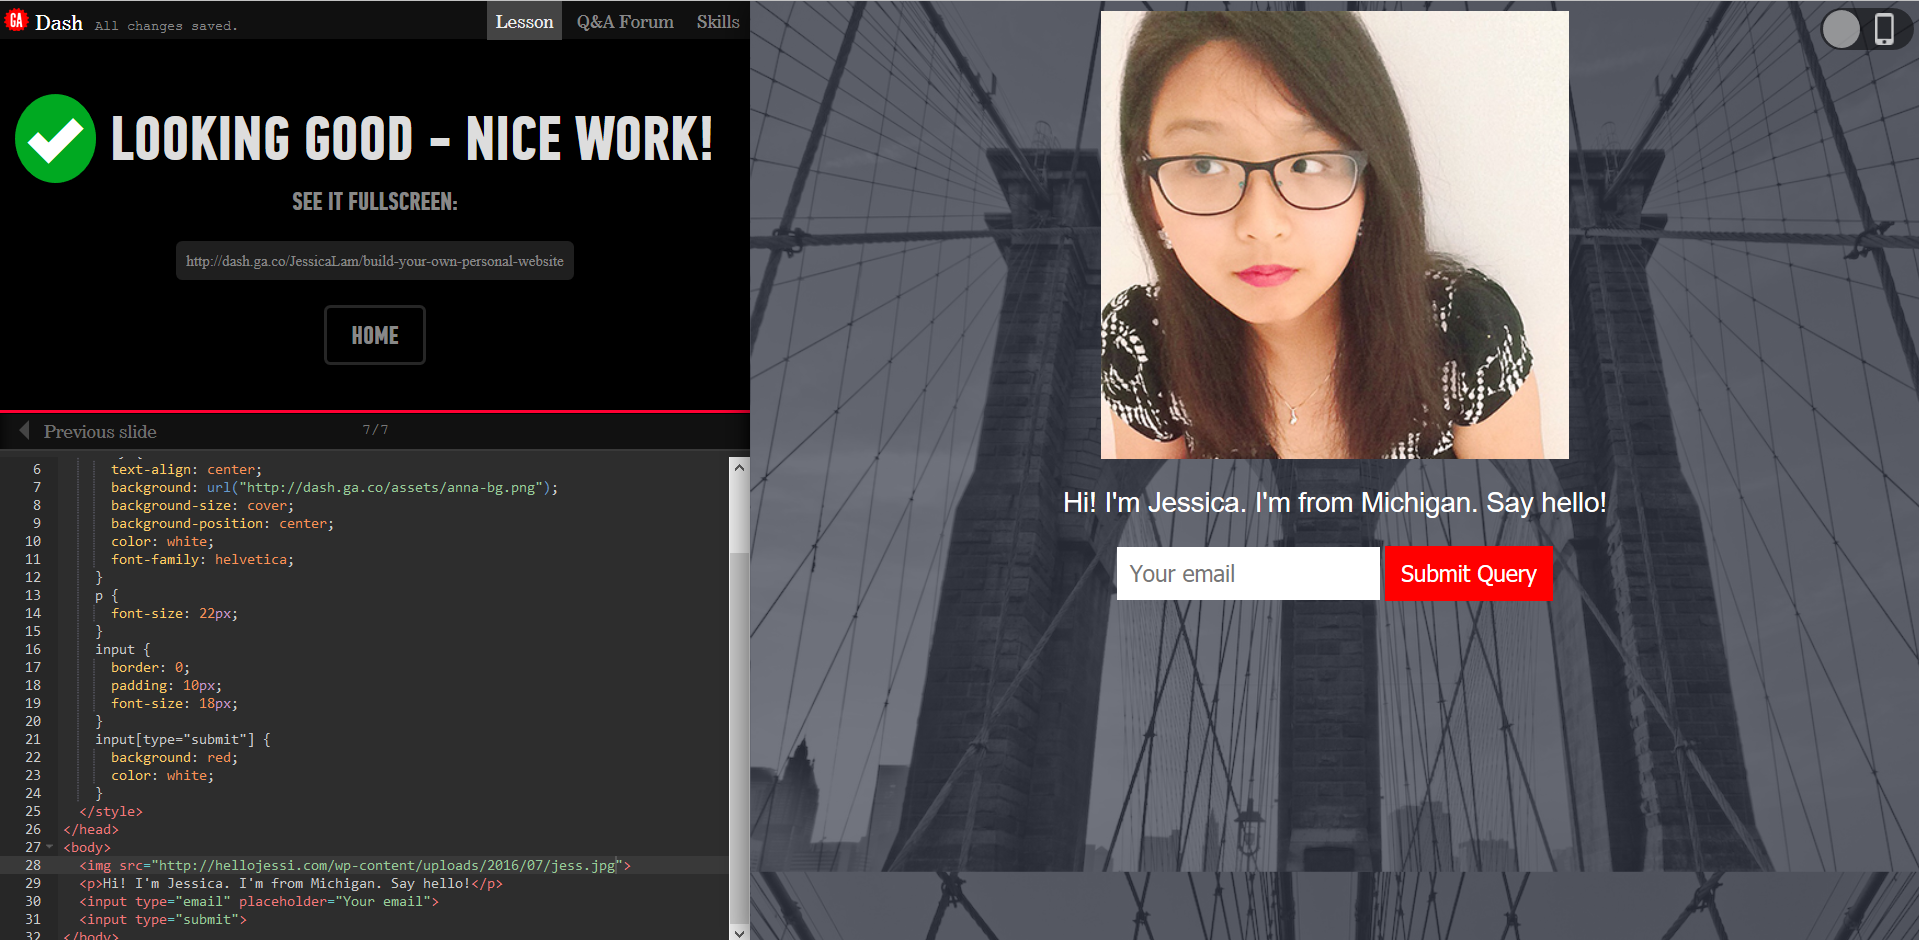 GA Dash All changes saved. Lesson Q&A Forum Skills
LOOKING GOOD - NICE WORK!
SEE IT FULLSCREEN:
http://dash.ga.co/JessicaLam/build-your-own-personal-website
HOME
Previous slide 7/7
6 text-align: center;
7 background: url("http://dash.ga.co/assets/anna-bg.png");
8 background-size: cover;
9 background-position: center;
10 color: white;
11 font-family: helvetica;
12 }
13 p {
14 font-size: 22px;
15 }
16 input {
17 border: 0;
18 padding: 10px;
19 font-size: 18px;
20 }
21 input[type="submit"] {
22 background: red;
23 color: white;
24 }
25 </style>
26 </head>
27 <body>
28 <img src="http://hellojessi.com/wp-content/uploads/2016/07/jess.jpg">
29 <p>Hi! I'm Jessica. I'm from Michigan. Say hello!</p>
30 <input type="email" placeholder="Your email">
31 <input type="submit">
32 </body>
Hi! I'm Jessica. I'm from Michigan. Say hello!
Your email Submit Query